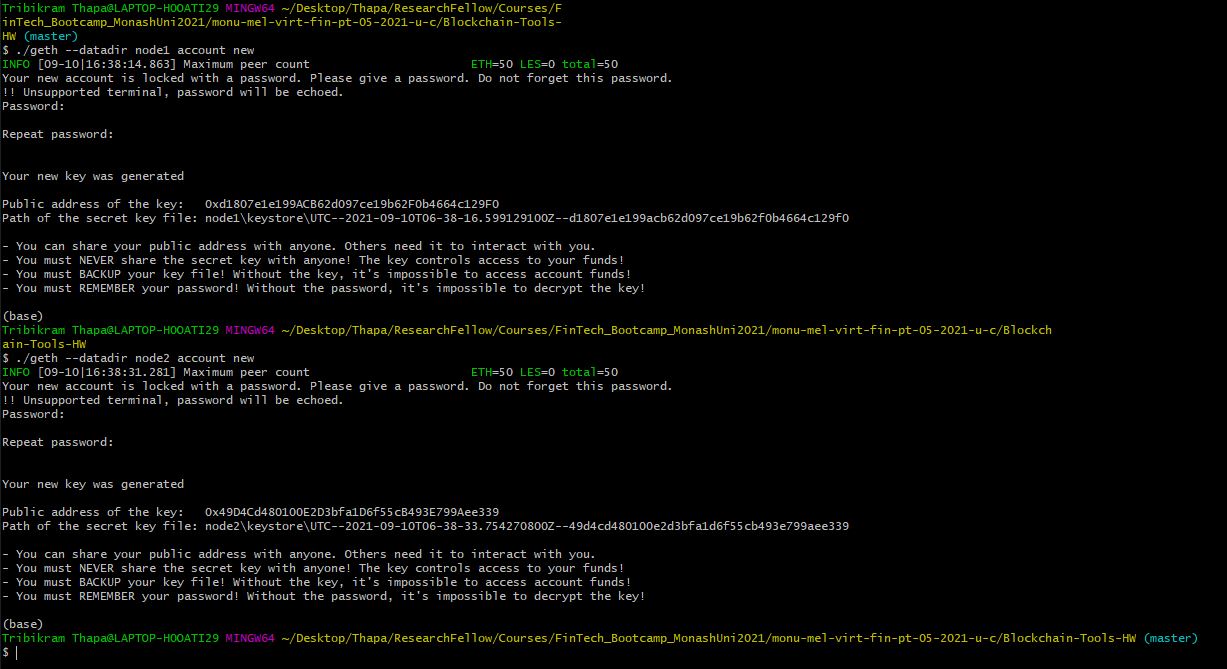 Tribikram Thapa@LAPTOP-HOOATI29 MINGW64 ~/Desktop/Thapa/ResearchFellow/Courses/F
inTech_Bootcamp_MonashUni2021/monu-mel-virt-fin-pt-05-2021-u-c/Blockchain-Tools-
HW (master)
$ ./geth --datadir node1 account new
INFO [09-10|16:38:14.863] Maximum peer count                       ETH=50 LES=0 total=50
Your new account is locked with a password. Please give a password. Do not forget this password.
!! Unsupported terminal, password will be echoed.
Password:
Repeat password:
Your new key was generated
Public address of the key:   0xd1807e1e199ACB62d097ce19b62F0b4664c129F0
Path of the secret key file: node1\keystore\UTC--2021-09-10T06-38-16.599129100Z--d1807e1e199acb62d097ce19b62f0b4664c129f0
- You can share your public address with anyone. Others need it to interact with you.
- You must NEVER share the secret key with anyone! The key controls access to your funds!
- You must BACKUP your key file! Without the key, it's impossible to access account funds!
- You must REMEMBER your password! Without the password, it's impossible to decrypt the key!
(base)
Tribikram Thapa@LAPTOP-HOOATI29 MINGW64 ~/Desktop/Thapa/ResearchFellow/Courses/FinTech_Bootcamp_MonashUni2021/monu-mel-virt-fin-pt-05-2021-u-c/Blockch
ain-Tools-HW
$ ./geth --datadir node2 account new
INFO [09-10|16:38:31.281] Maximum peer count                       ETH=50 LES=0 total=50
Your new account is locked with a password. Please give a password. Do not forget this password.
!! Unsupported terminal, password will be echoed.
Password:
Repeat password:
Your new key was generated
Public address of the key:   0x49D4Cd480100E2D3bfa1D6f55cB493E799Aee339
Path of the secret key file: node2\keystore\UTC--2021-09-10T06-38-33.754270800Z--49d4cd480100e2d3bfa1d6f55cb493e799aee339
- You can share your public address with anyone. Others need it to interact with you.
- You must NEVER share the secret key with anyone! The key controls access to your funds!
- You must BACKUP your key file! Without the key, it's impossible to access account funds!
- You must REMEMBER your password! Without the password, it's impossible to decrypt the key!
(base)
Tribikram Thapa@LAPTOP-HOOATI29 MINGW64 ~/Desktop/Thapa/ResearchFellow/Courses/FinTech_Bootcamp_MonashUni2021/monu-mel-virt-fin-pt-05-2021-u-c/Blockchain-Tools-HW (master)
$